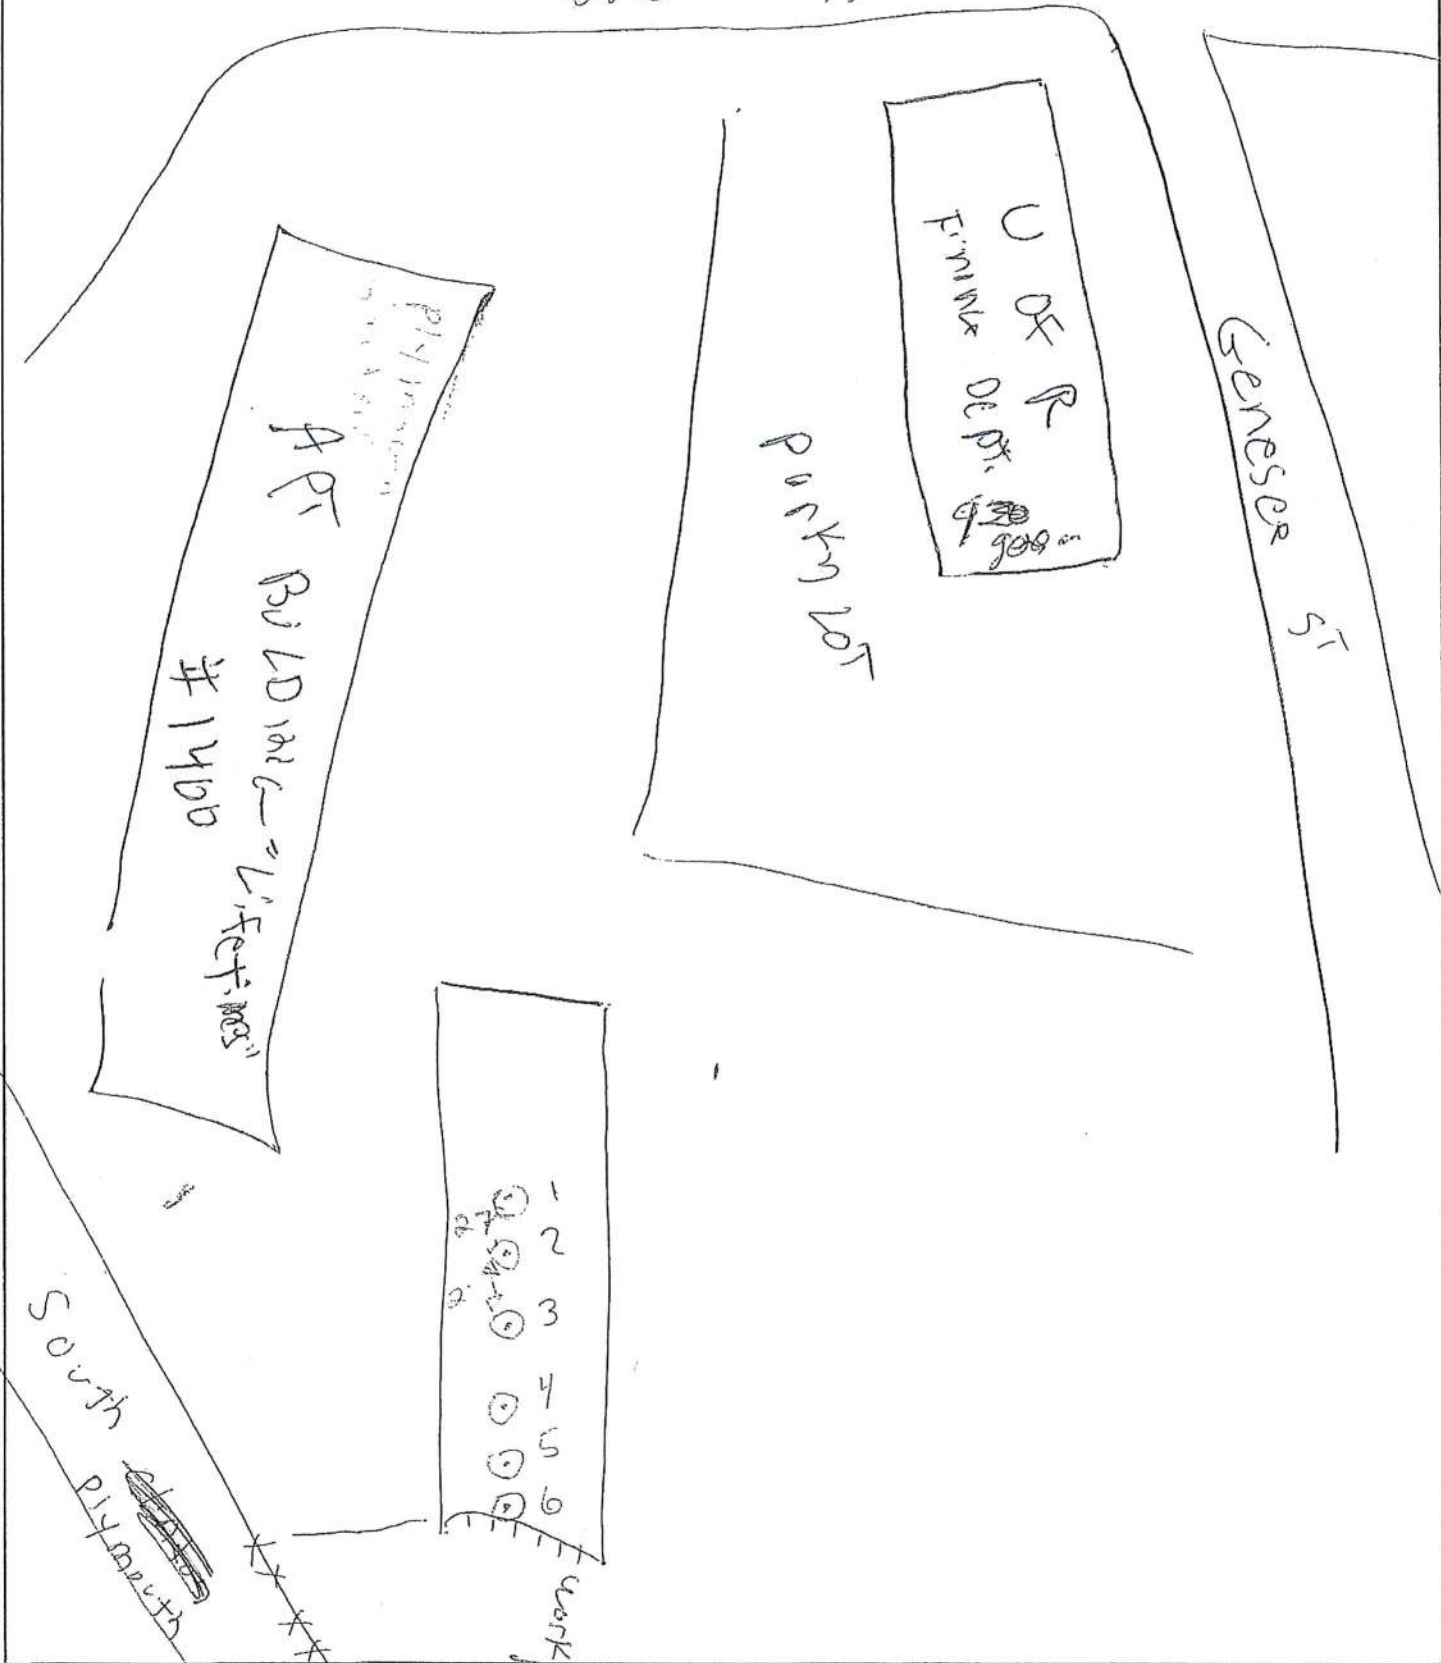 Genesee ST
U OF R
Finance DEPT.
Parkn LOT
APT BUiLDING "Lifetimes"
#1400
1
2
3
4
5
6
work
South
Plymouth